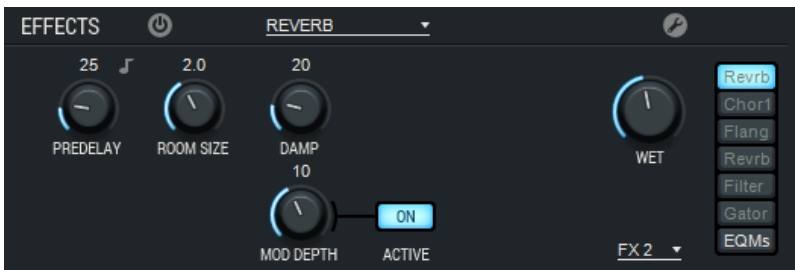 EFFECTS REVERB
25 2.0 20
PREDELAY ROOM SIZE DAMP WET
10
MOD DEPTH ON ACTIVE
FX 2
Revrb
Chor1
Flang
Revrb
Filter
Gator
EQMs